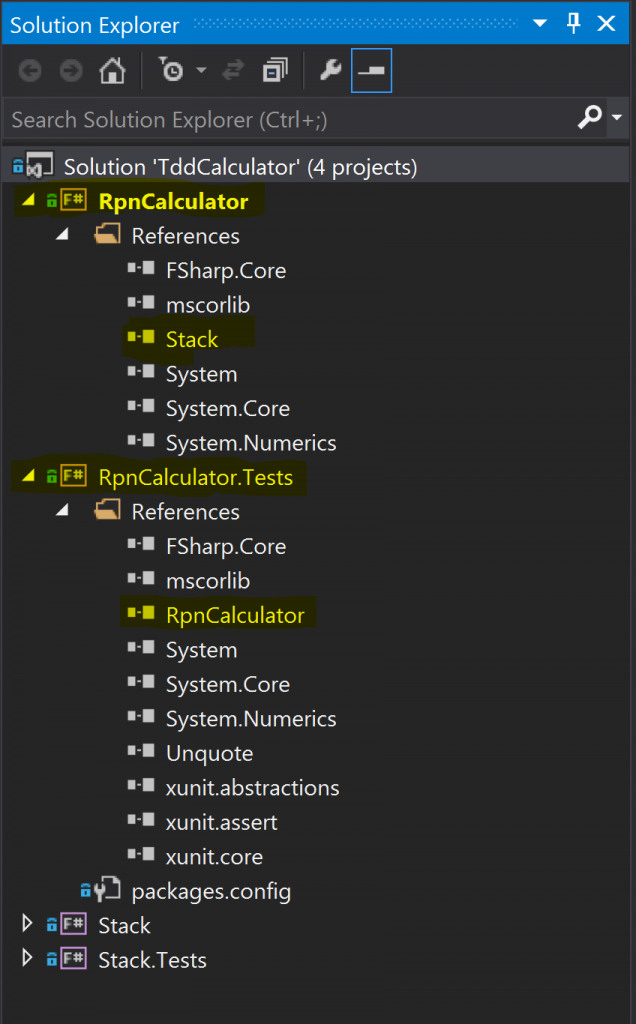 Solution Explorer
Search Solution Explorer (Ctrl+;)
Solution 'TddCalculator' (4 projects)
F# RpnCalculator
References
FSharp.Core
mscorlib
Stack
System
System.Core
System.Numerics
F# RpnCalculator.Tests
References
FSharp.Core
mscorlib
RpnCalculator
System
System.Core
System.Numerics
Unquote
xunit.abstractions
xunit.assert
xunit.core
packages.config
F# Stack
F# Stack.Tests